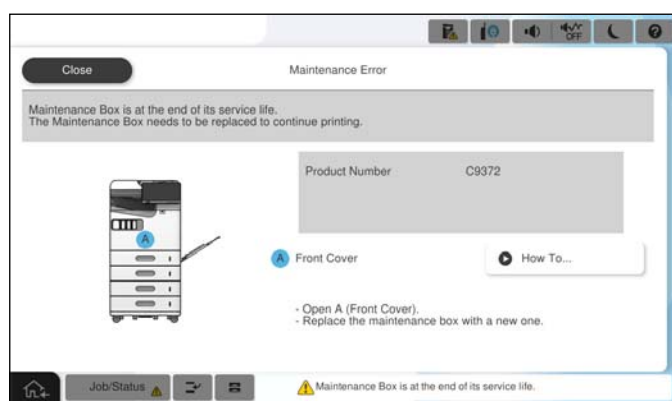 OFF
Close
Maintenance Error
Maintenance Box is at the end of its service life.
The Maintenance Box needs to be replaced to continue printing.
Product Number C9372
A
A Front Cover
How To...
- Open A (Front Cover).
- Replace the maintenance box with a new one.
Job/Status
Maintenance Box is at the end of its service life.